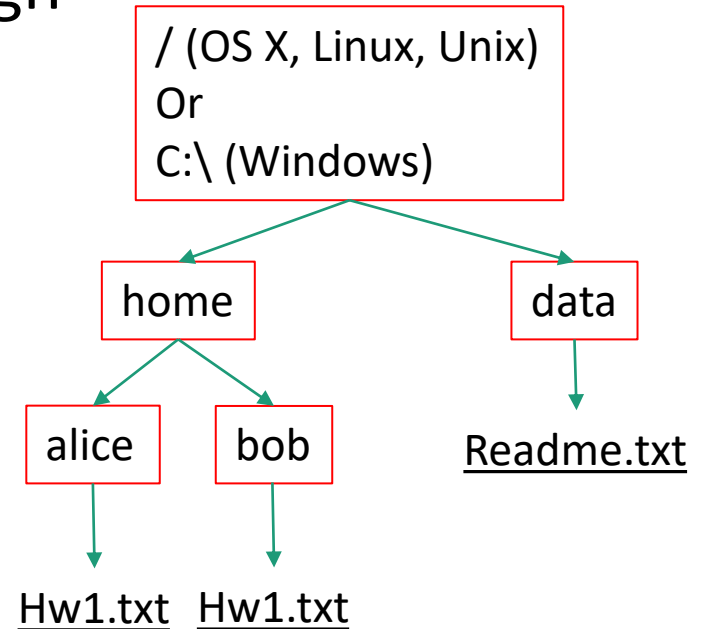 / (OS X, Linux, Unix)
Or
C:\ (Windows)
home
data
alice
bob
Readme.txt
Hw1.txt
Hw1.txt